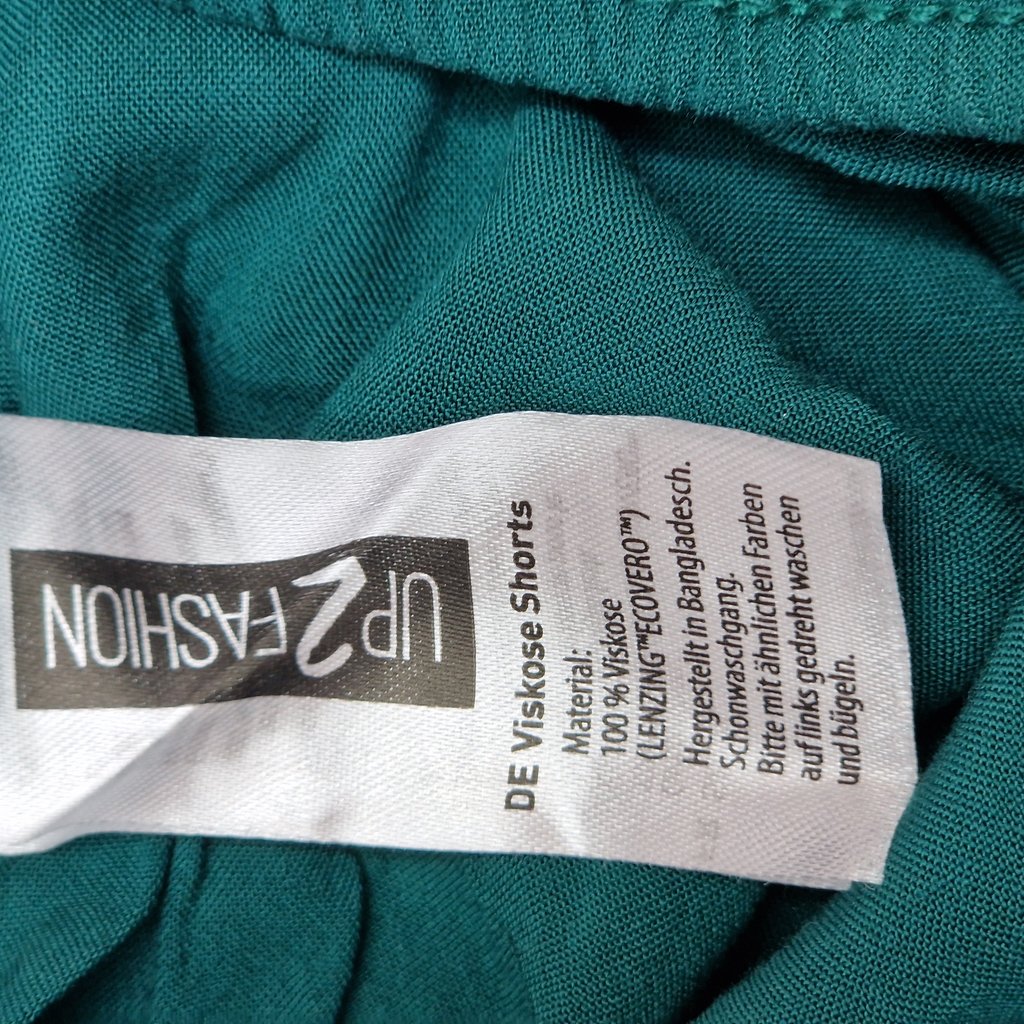 UP2FASHION
DE Viskose Shorts
Material:
100 % Viskose
(LENZING™ECOVERO™)
Hergestellt in Bangladesch.
Schonwaschgang.
Bitte mit ähnlichen Farben
auf links gedreht waschen
und bügeln.